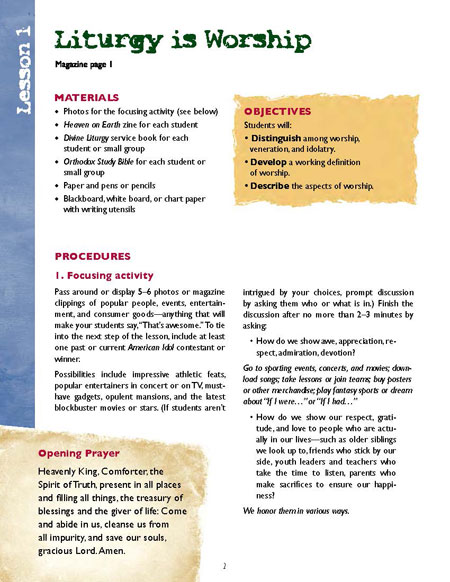 Lesson 1
Liturgy is Worship
Magazine page 1
MATERIALS
• Photos for the focusing activity (see below)
• Heaven on Earth zine for each student
• Divine Liturgy service book for each
student or small group
• Orthodox Study Bible for each student or
small group
• Paper and pens or pencils
• Blackboard, white board, or chart paper
with writing utensils
OBJECTIVES
Students will:
• Distinguish among worship,
veneration, and idolatry.
• Develop a working definition
of worship.
• Describe the aspects of worship.
PROCEDURES
1. Focusing activity
Pass around or display 5–6 photos or magazine
clippings of popular people, events, entertain-
ment, and consumer goods—anything that will
make your students say, “That’s awesome.” To tie
into the next step of the lesson, include at least
one past or current American Idol contestant or
winner.
Possibilities include impressive athletic feats,
popular entertainers in concert or on TV, must-
have gadgets, opulent mansions, and the latest
blockbuster movies or stars. (If students aren’t
intrigued by your choices, prompt discussion
by asking them who or what is in.) Finish the
discussion after no more than 2–3 minutes by
asking:
• How do we show awe, appreciation, re-
spect, admiration, devotion?
Go to sporting events, concerts, and movies; down-
load songs; take lessons or join teams; buy posters
or other merchandise; play fantasy sports or dream
about “If I were. . .” or “If I had. . .”
• How do we show our respect, grati-
tude, and love to people who are actu-
ally in our lives—such as older siblings
we look up to, friends who stick by our
side, youth leaders and teachers who
take the time to listen, parents who
make sacrifices to ensure our happi-
ness?
We honor them in various ways.
Opening Prayer
Heavenly King, Comforter, the
Spirit of Truth, present in all places
and filling all things, the treasury of
blessings and the giver of life: Come
and abide in us, cleanse us from
all impurity, and save our souls,
gracious Lord. Amen.